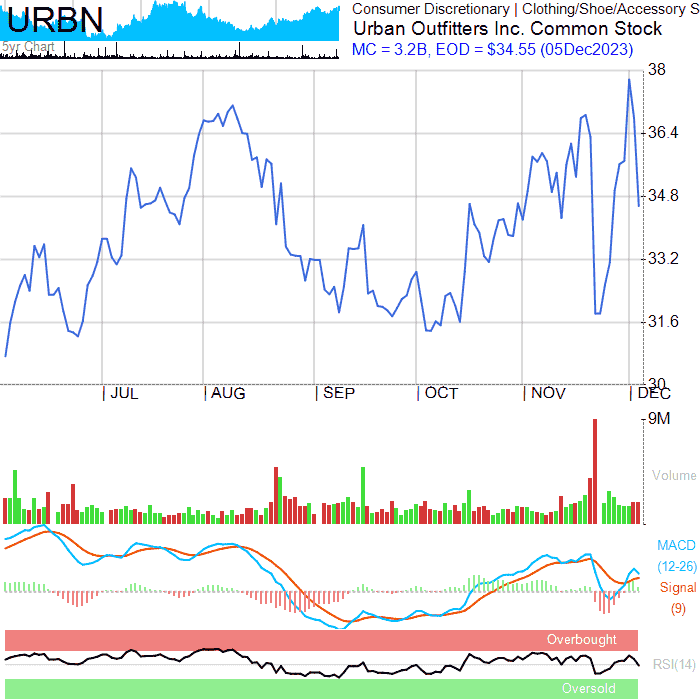 URBN
5yr Chart
Consumer Discretionary | Clothing/Shoe/Accessory S
Urban Outfitters Inc. Common Stock
MC = 3.2B, EOD = $34.55 (05Dec2023)
38
36.4
34.8
33.2
31.6
30
JUL
AUG
SEP
OCT
NOV
DEC
9M
Volume
MACD
(12-26)
Signal
(9)
Overbought
RSI(14)
Oversold